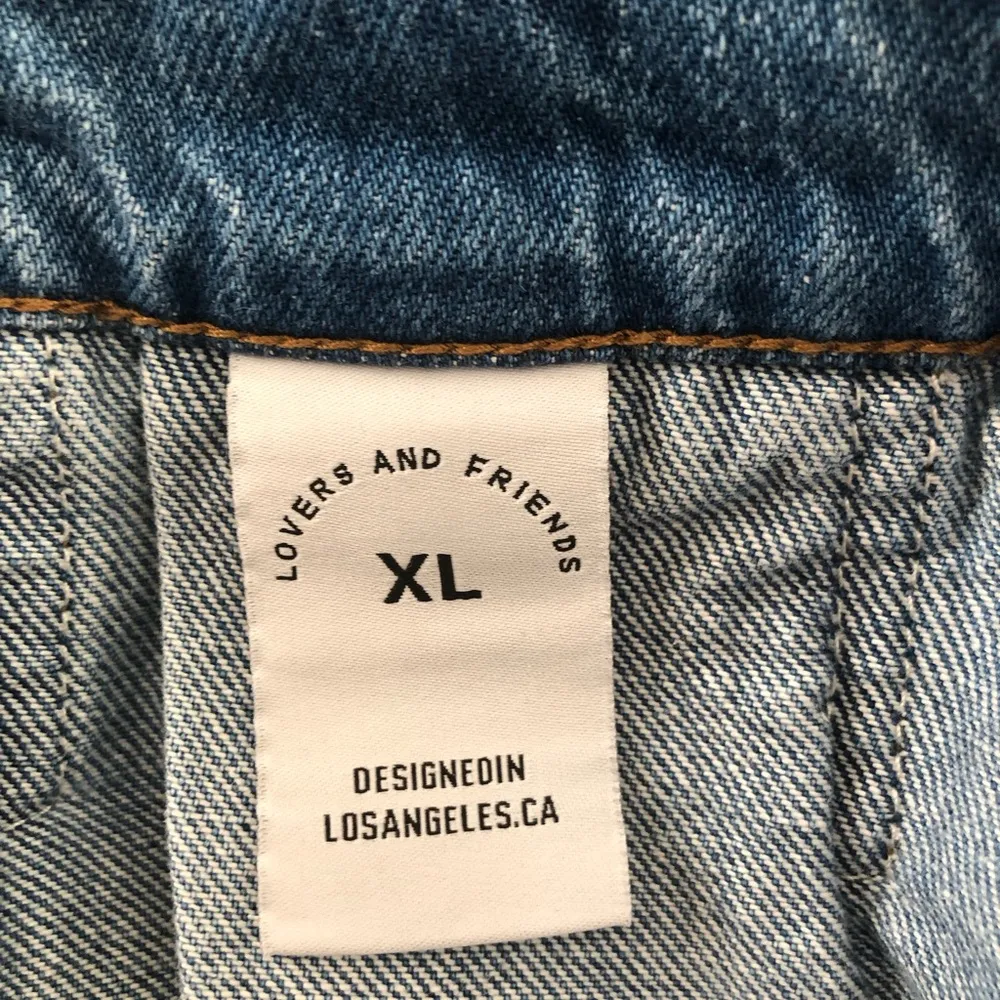 LOVERS AND FRIENDS
XL
DESIGNEDIN
LOSANGELES.CA